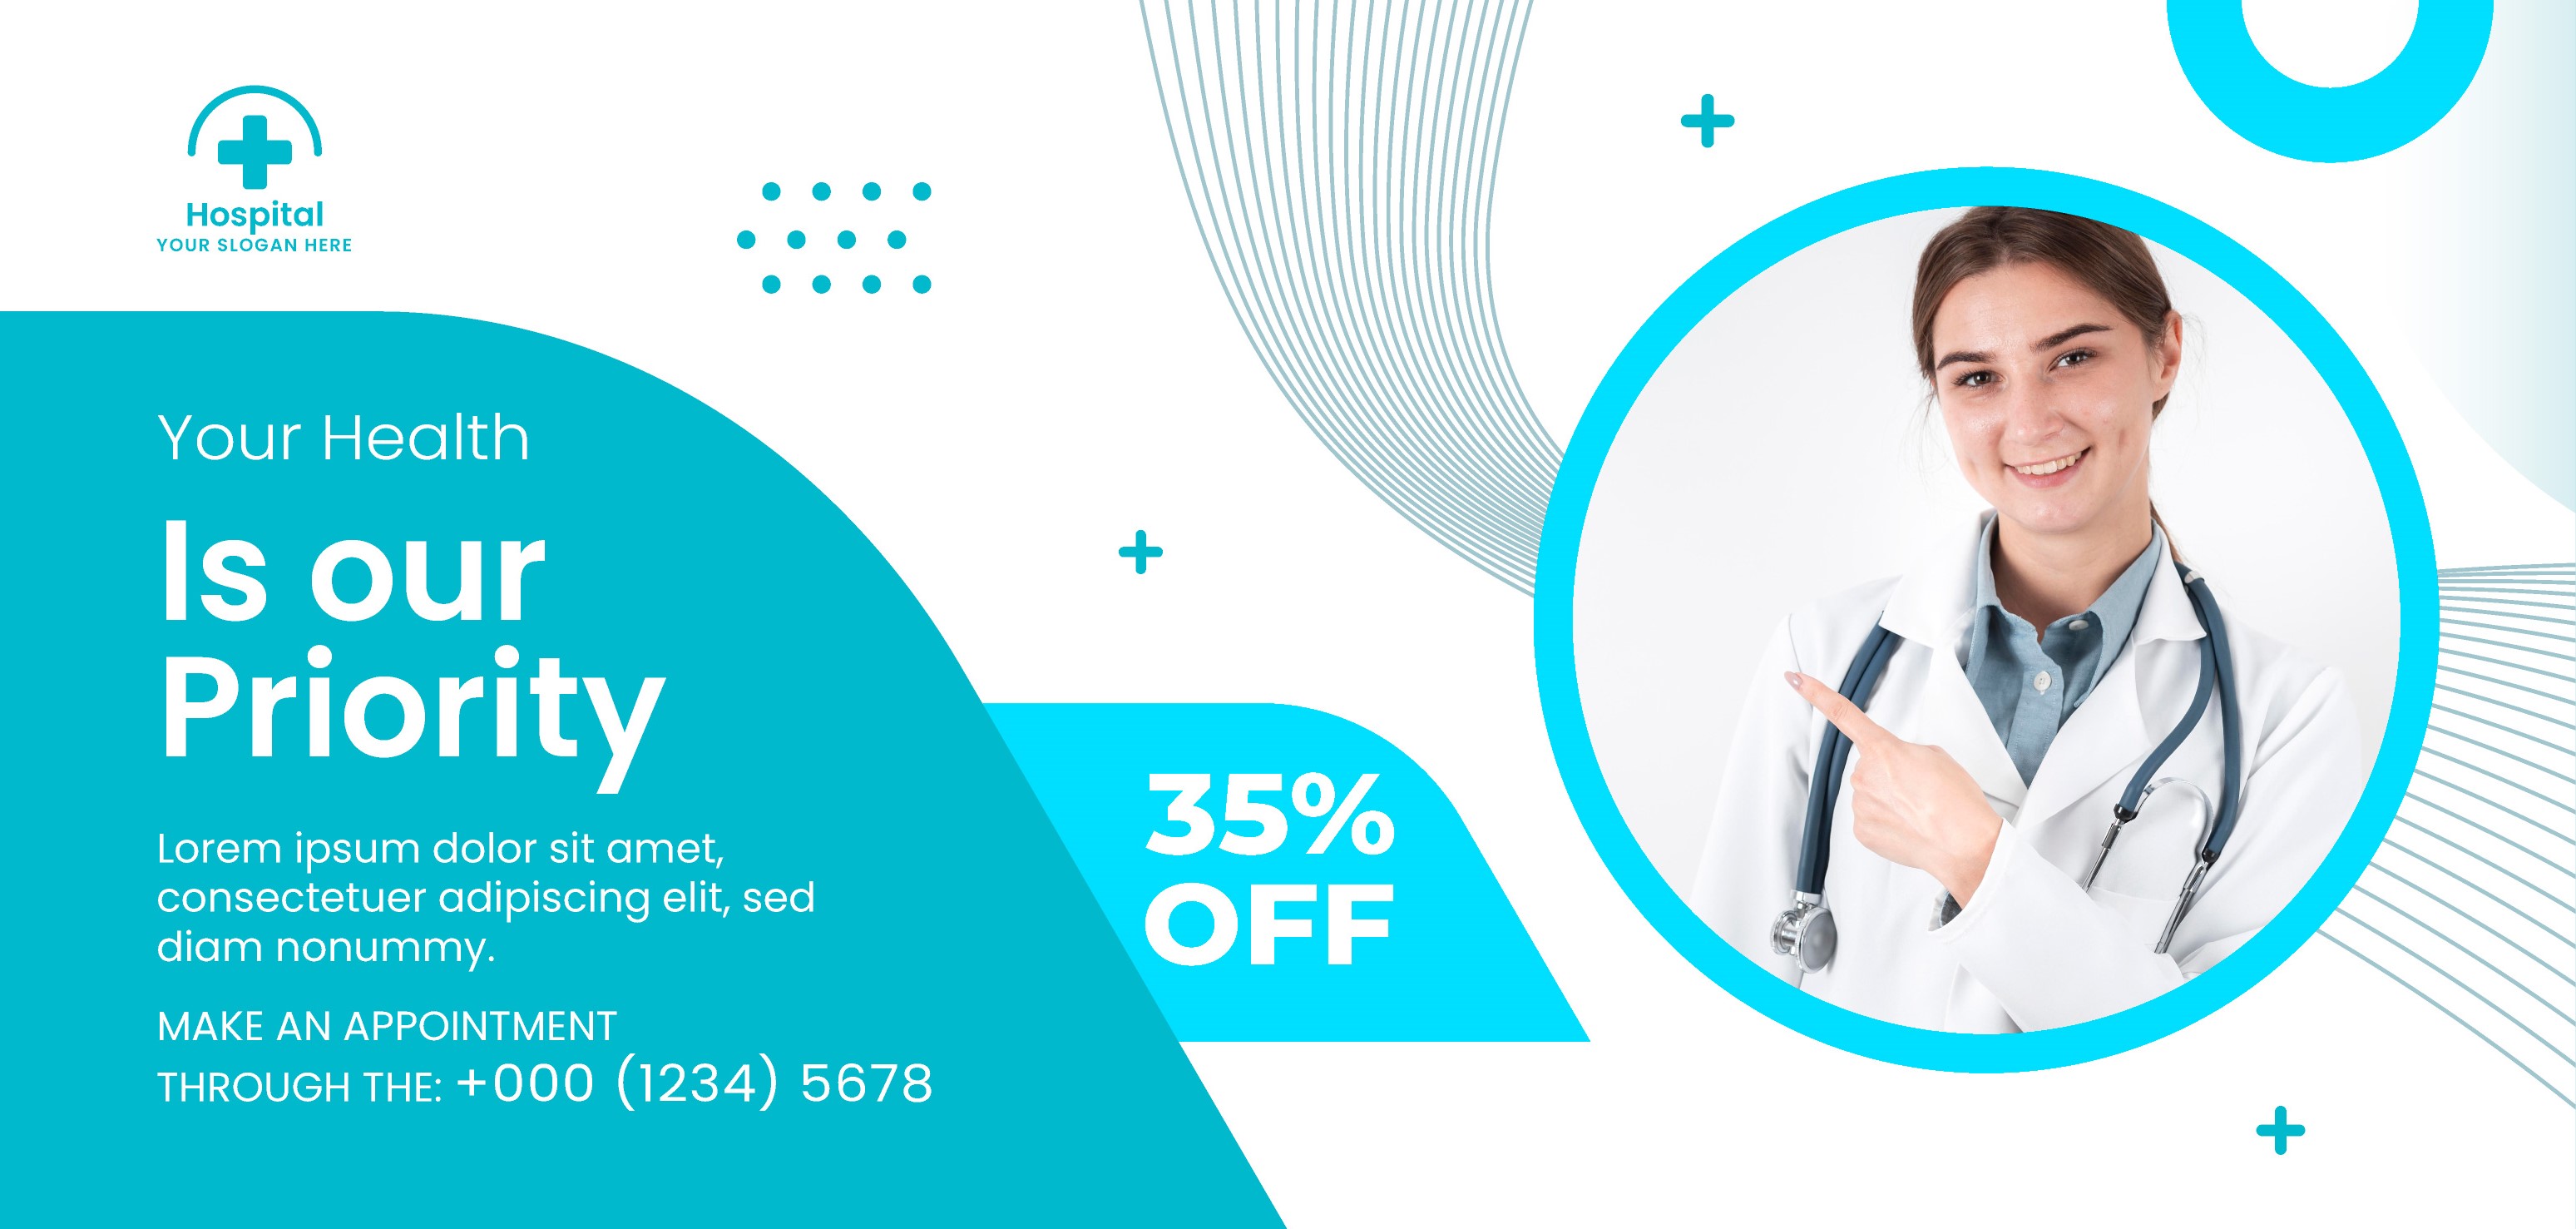 Hospital
YOUR SLOGAN HERE
Your Health
Is our
Priority
Lorem ipsum dolor sit amet,
consectetuer adipiscing elit, sed
diam nonummy.
MAKE AN APPOINTMENT
THROUGH THE: +000 (1234) 5678
35%
OFF